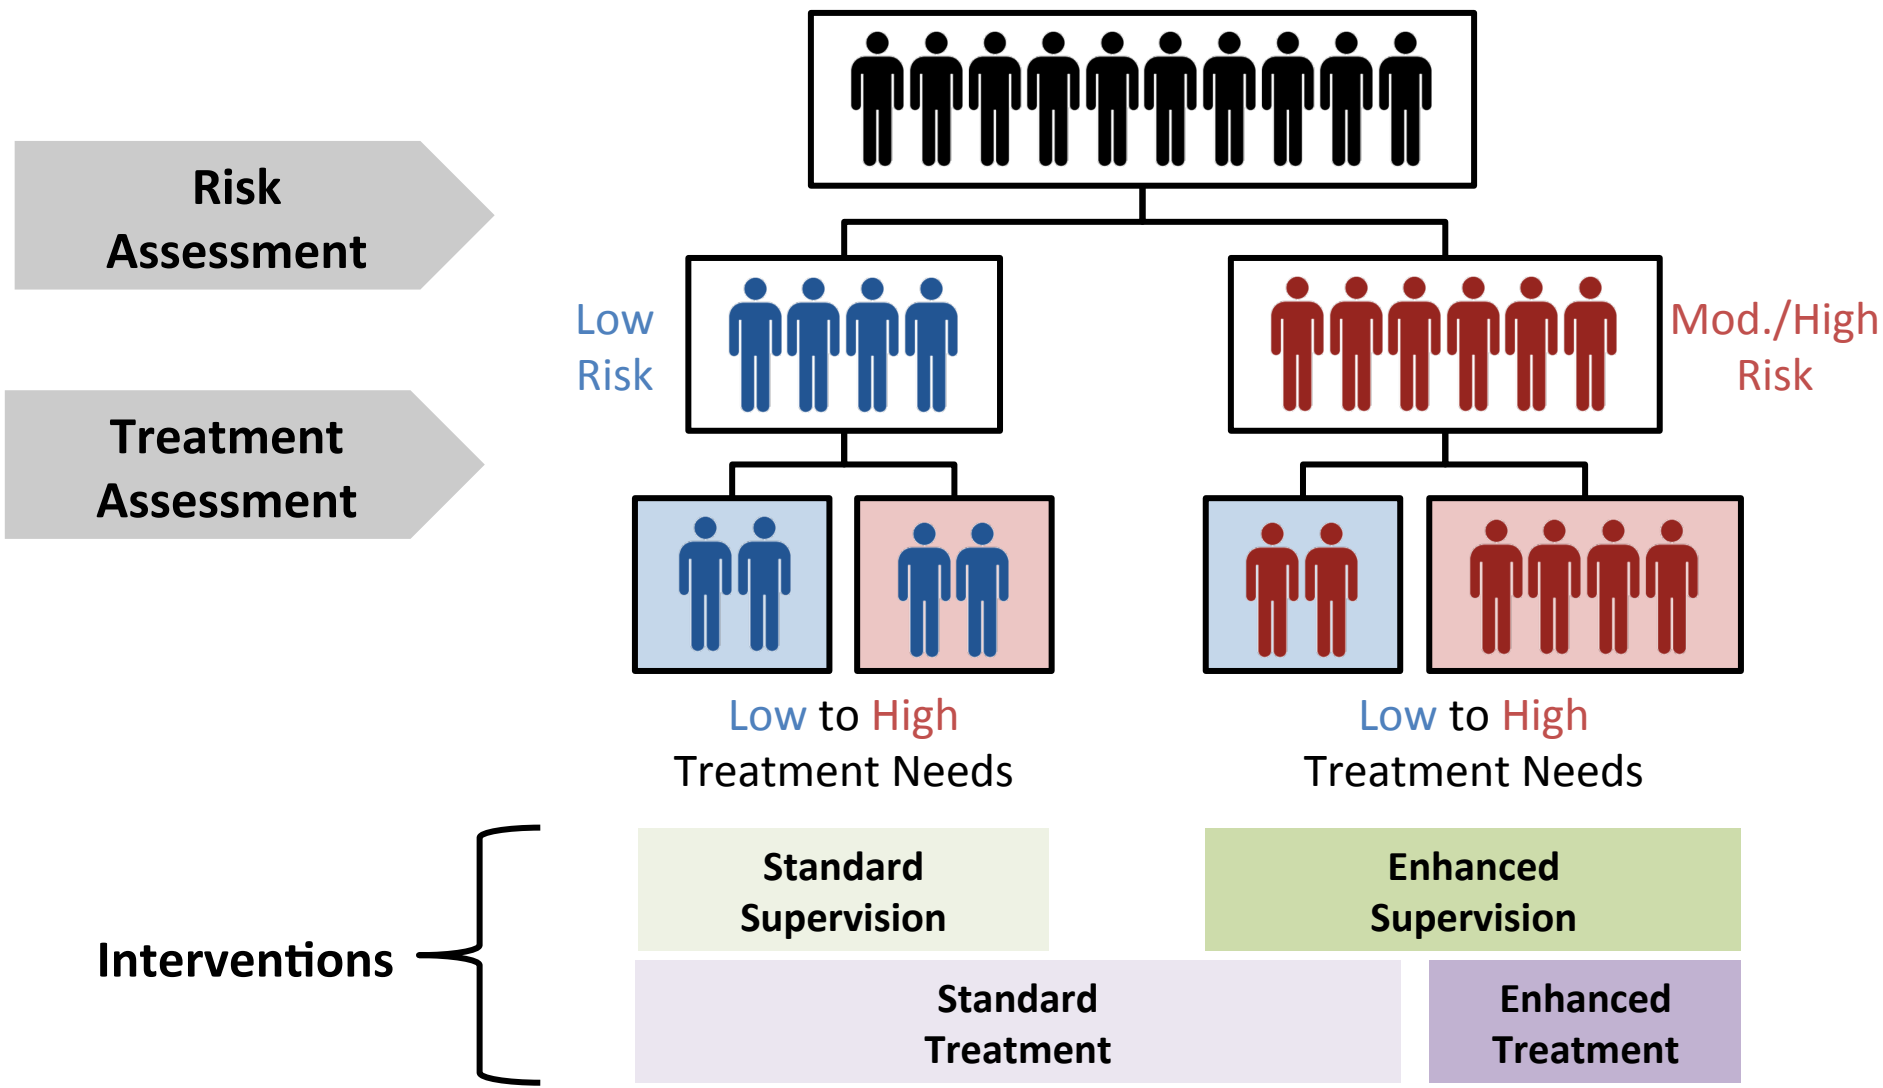 Risk
Assessment
Low
Risk
Mod./High
Risk
Treatment
Assessment
Low to High
Treatment Needs
Low to High
Treatment Needs
Interventions
Standard
Supervision
Enhanced
Supervision
Standard
Treatment
Enhanced
Treatment